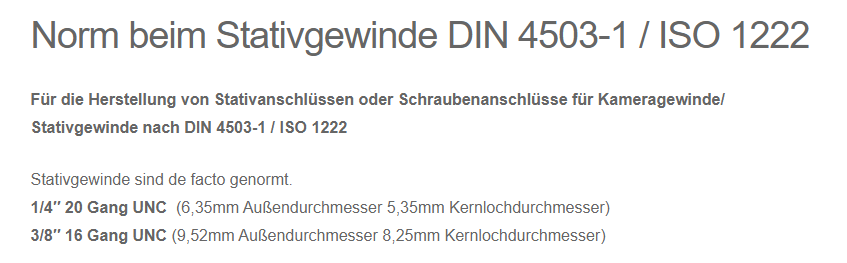 Norm beim Stativgewinde DIN 4503-1 / ISO 1222
Für die Herstellung von Stativanschlüssen oder Schraubenanschlüsse für Kameragewinde/
Stativgewinde nach DIN 4503-1 / ISO 1222
Stativgewinde sind de facto genormt.
1/4″ 20 Gang UNC  (6,35mm Außendurchmesser 5,35mm Kernlochdurchmesser)
3/8″ 16 Gang UNC (9,52mm Außendurchmesser 8,25mm Kernlochdurchmesser)